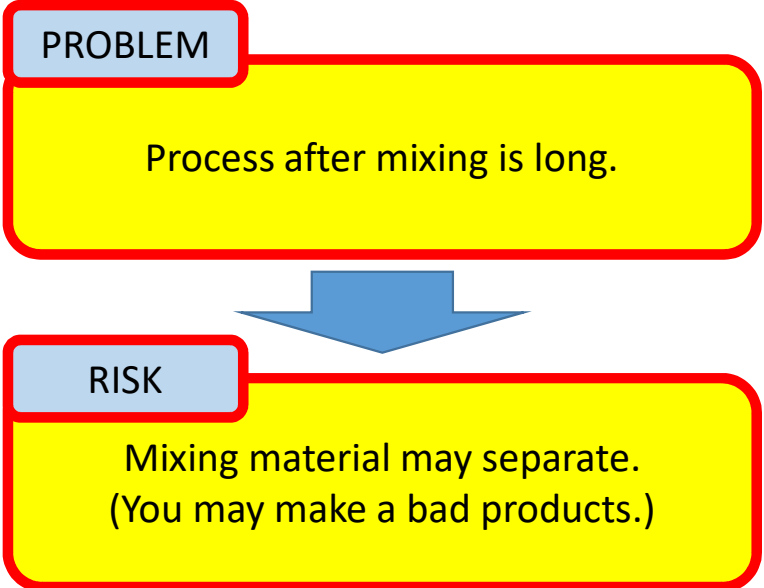 PROBLEM
Process after mixing is long.
RISK
Mixing material may separate.
(You may make a bad products.)